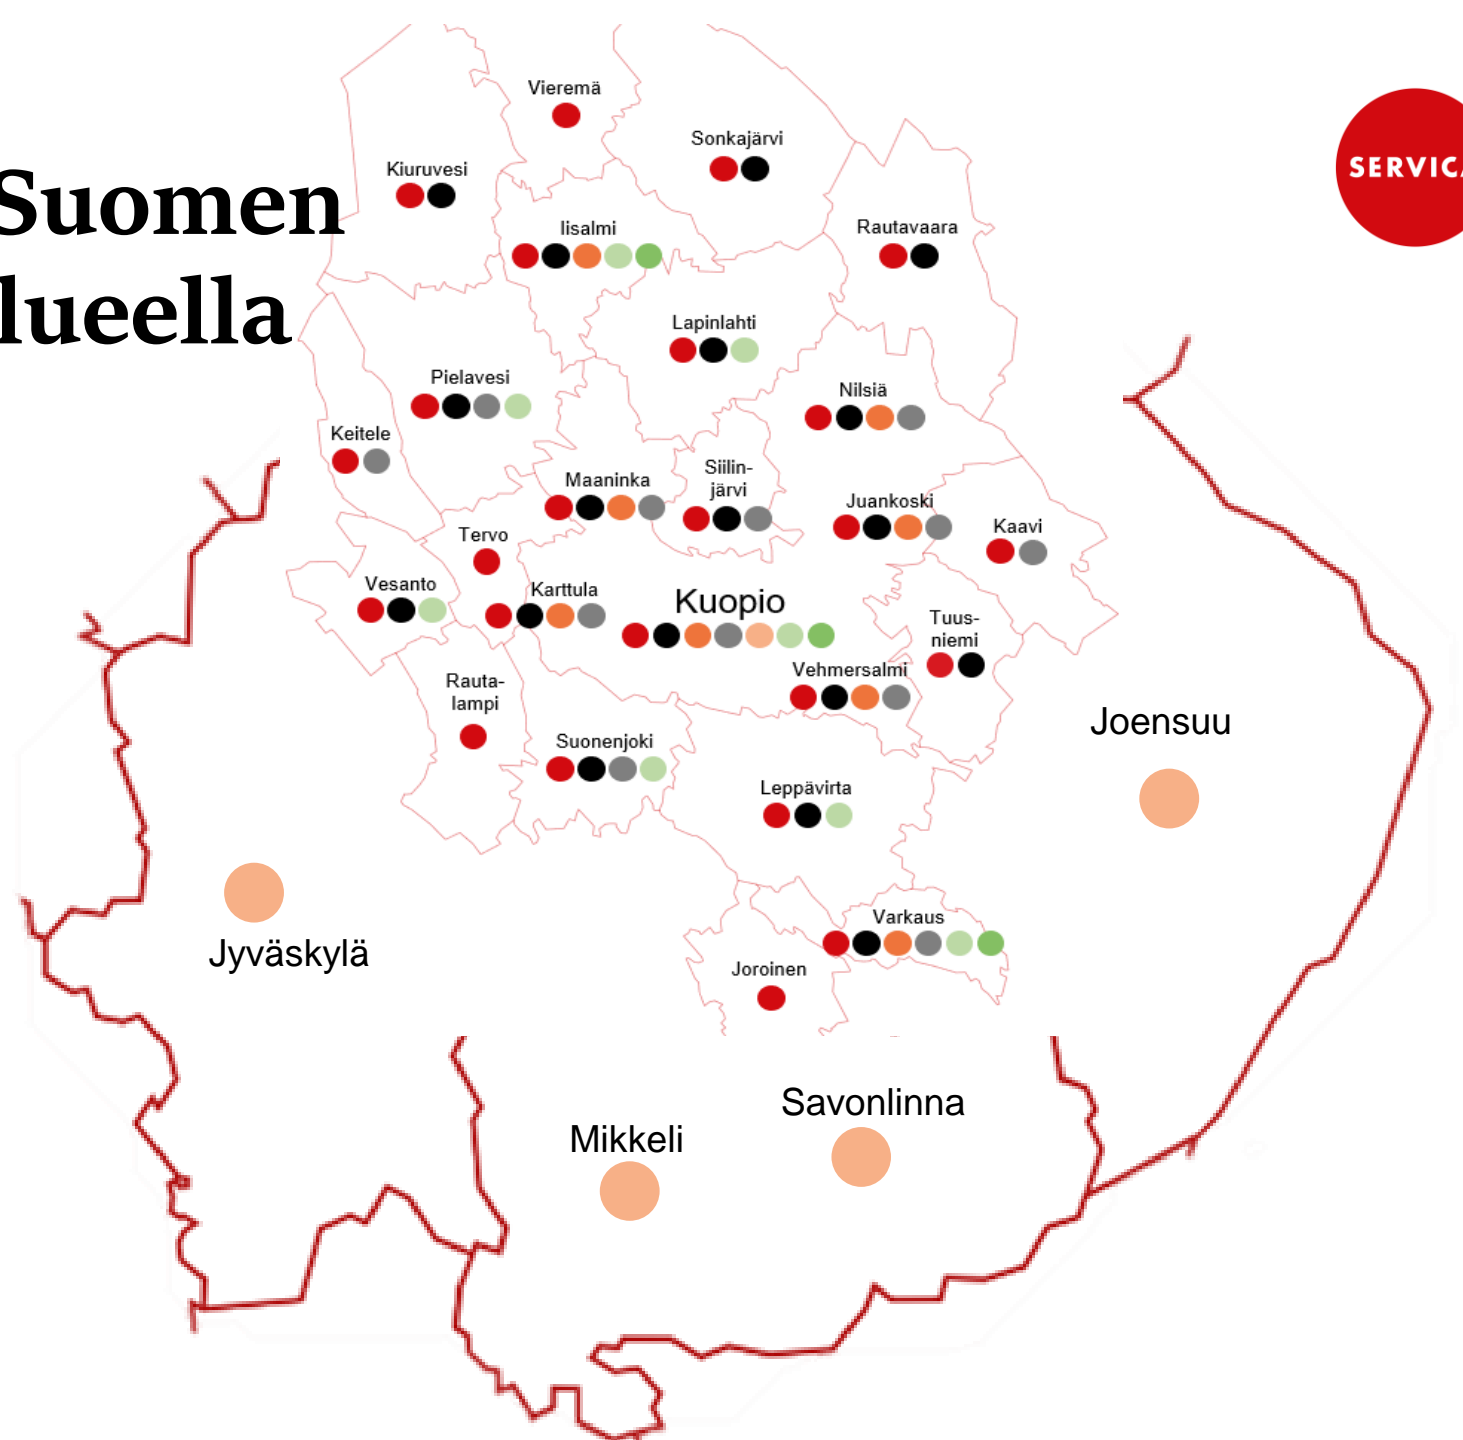 Suomen
lueella
SERVICA
Vieremä
Sonkajärvi
Kiuruvesi
Iisalmi
Rautavaara
Lapinlahti
Pielavesi
Nilsiä
Keitele
Maaninka
Siilin-
järvi
Juankoski
Kaavi
Tervo
Vesanto
Karttula
Kuopio
Tuus-
niemi
Vehmersalmi
Rauta-
lampi
Suonenjoki
Joensuu
Leppävirta
Varkaus
Jyväskylä
Joroinen
Savonlinna
Mikkeli